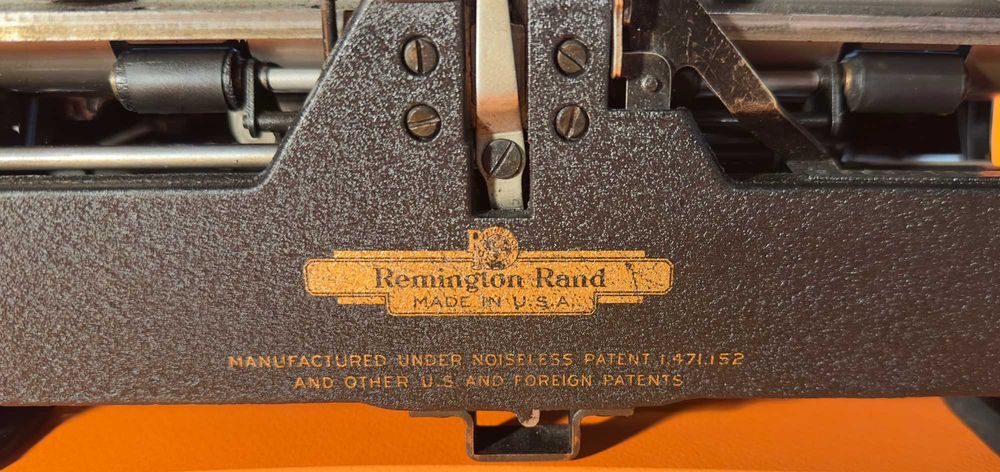 Remington Rand
MADE IN U.S.A.
MANUFACTURED UNDER NOISELESS PATENT 1,471,152
AND OTHER U.S. AND FOREIGN PATENTS